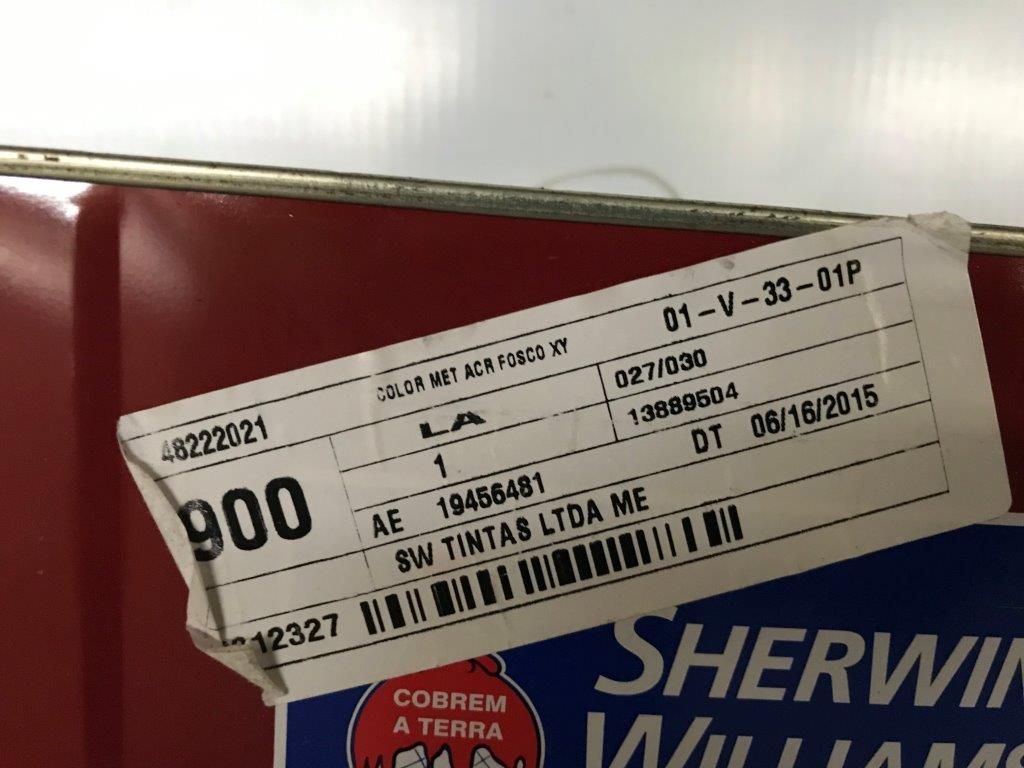 01-V-33-01P
COLOR MET ACR FOSCO XY
48222021
LA
027/030
900
1
13889504
AE 19456481
DT 06/16/2015
SW TINTAS LTDA ME
12327
SHERWIN
WILLIAMS
COBREM
A TERRA